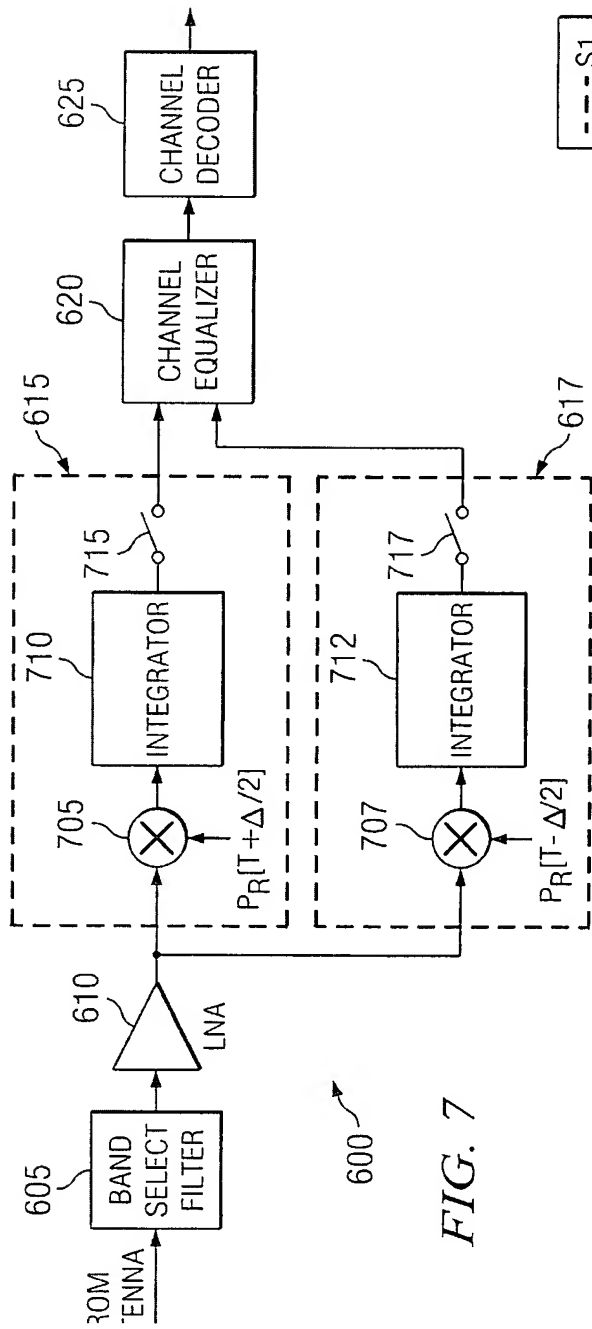 ROM
TENNA
605
BAND
SELECT
FILTER
610
LNA
600
705
P_R[T+Δ/2]
710
INTEGRATOR
715
615
707
P_R[T-Δ/2]
712
INTEGRATOR
717
617
620
CHANNEL
EQUALIZER
625
CHANNEL
DECODER
FIG. 7
S1